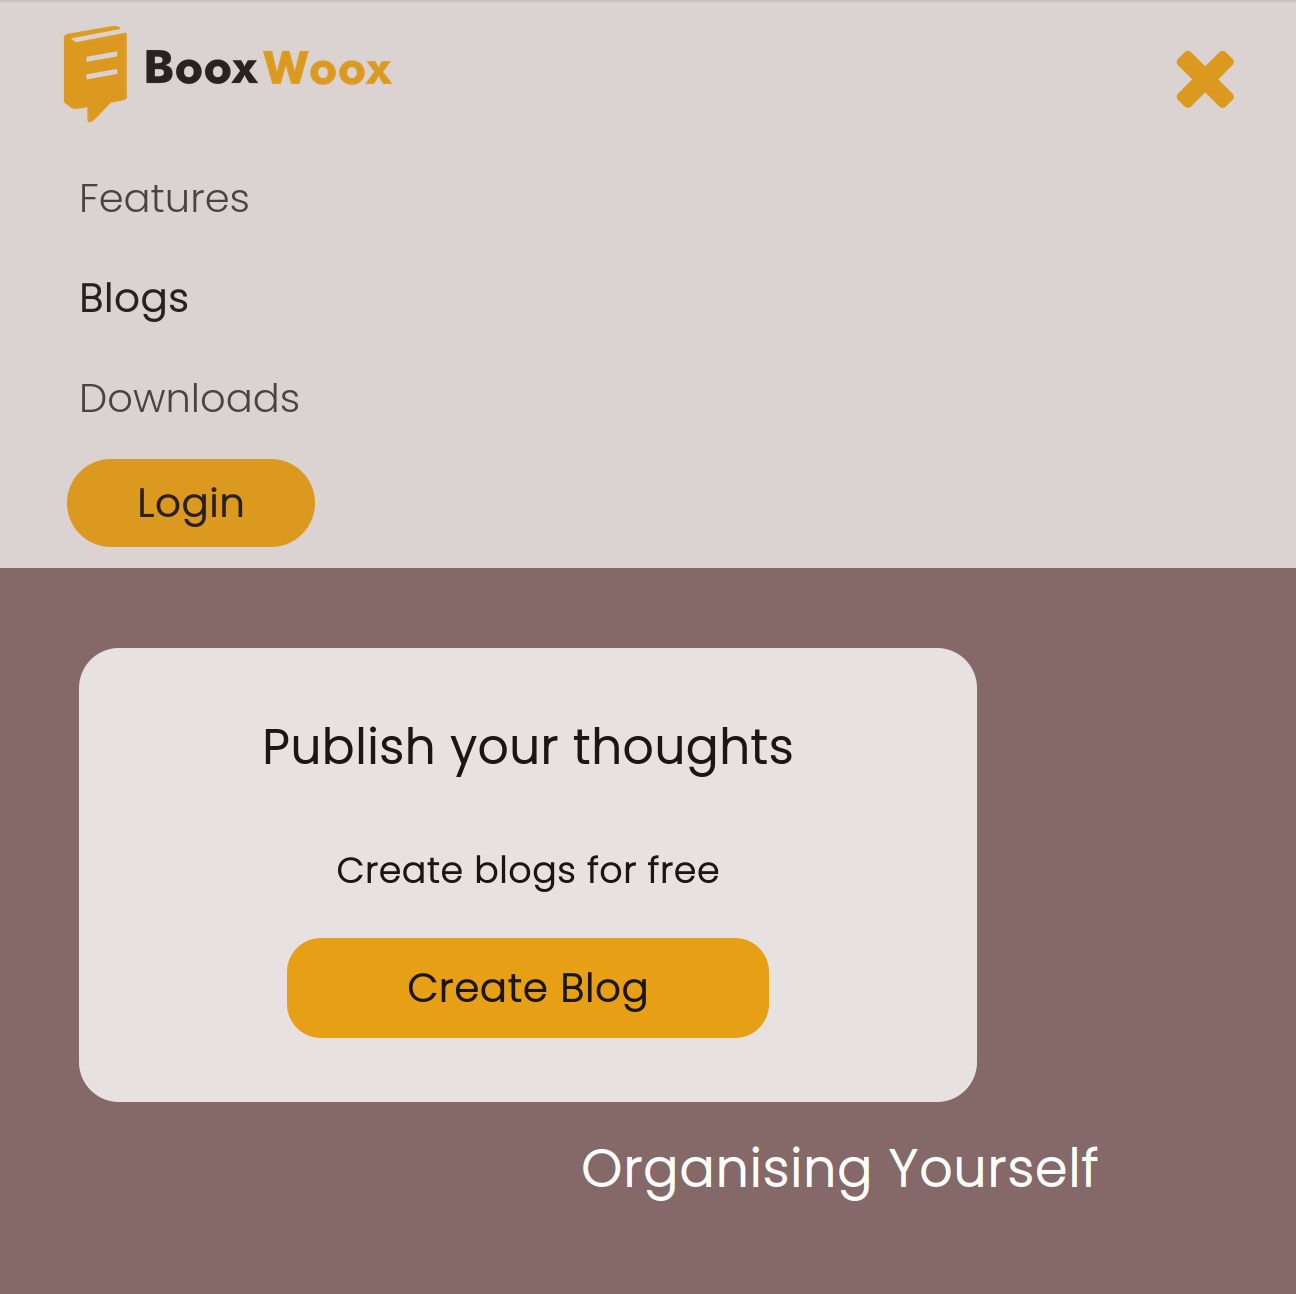 BooxWoox
Features
Blogs
Downloads
Login
Publish your thoughts
Create blogs for free
Create Blog
Organising Yourself